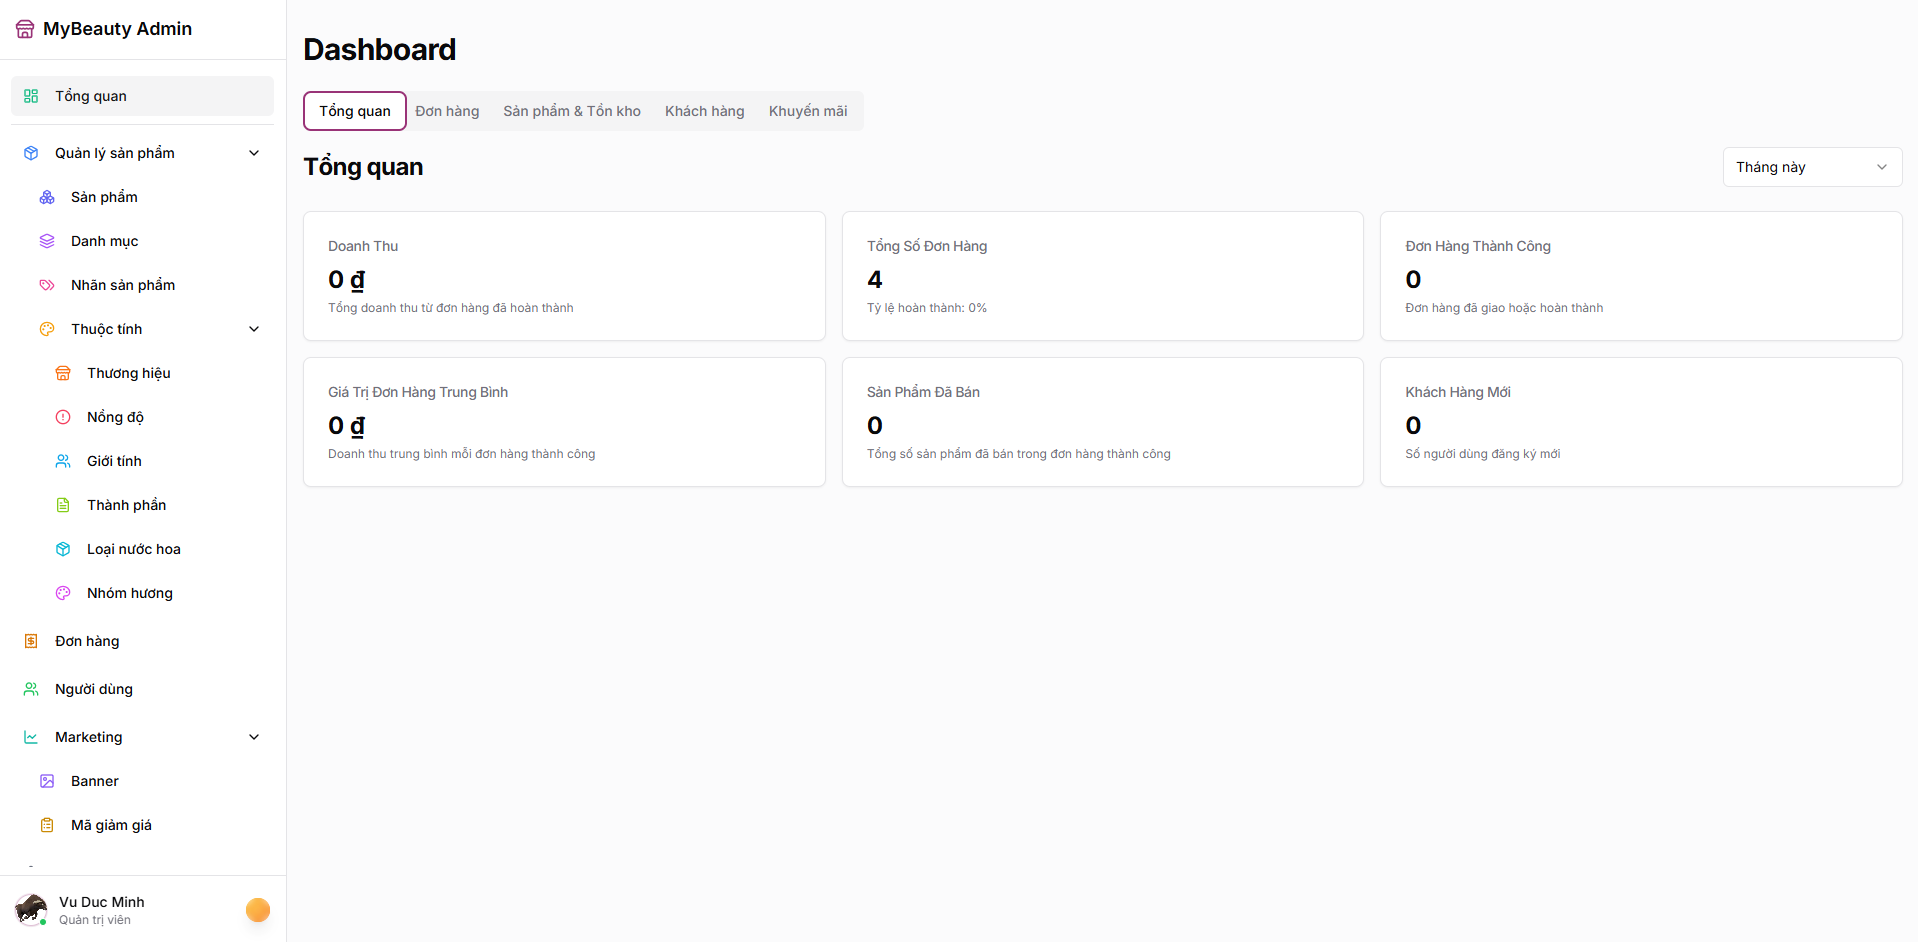 MyBeauty Admin
Tổng quan
Quản lý sản phẩm
Sản phẩm
Danh mục
Nhãn sản phẩm
Thuộc tính
Thương hiệu
Nồng độ
Giới tính
Thành phần
Loại nước hoa
Nhóm hương
Đơn hàng
Người dùng
Marketing
Banner
Mã giảm giá
Vu Duc Minh
Quản trị viên
Dashboard
Tổng quan Đơn hàng Sản phẩm & Tồn kho Khách hàng Khuyến mãi
Tổng quan
Tháng này
Doanh Thu
0 ₫
Tổng doanh thu từ đơn hàng đã hoàn thành
Tổng Số Đơn Hàng
4
Tỷ lệ hoàn thành: 0%
Đơn Hàng Thành Công
0
Đơn hàng đã giao hoặc hoàn thành
Giá Trị Đơn Hàng Trung Bình
0 ₫
Doanh thu trung bình mỗi đơn hàng thành công
Sản Phẩm Đã Bán
0
Tổng số sản phẩm đã bán trong đơn hàng thành công
Khách Hàng Mới
0
Số người dùng đăng ký mới